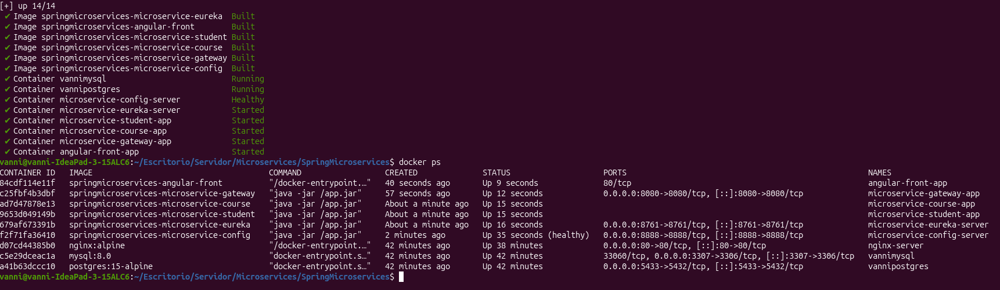 [+] up 14/14
✔ Image springmicroservices-microservice-eureka  Built
✔ Image springmicroservices-angular-front        Built
✔ Image springmicroservices-microservice-student Built
✔ Image springmicroservices-microservice-course  Built
✔ Image springmicroservices-microservice-gateway Built
✔ Image springmicroservices-microservice-config  Built
✔ Container vannimysql                           Running
✔ Container vannipostgres                        Running
✔ Container microservice-config-server           Healthy
✔ Container microservice-eureka-server           Started
✔ Container microservice-student-app             Started
✔ Container microservice-course-app              Started
✔ Container microservice-gateway-app             Started
✔ Container angular-front-app                    Started
vanni@vanni-IdeaPad-3-15ALC6:~/Escritorio/Servidor/Microservices/SpringMicroservices$ docker ps
CONTAINER ID   IMAGE                                      COMMAND                  CREATED              STATUS                    PORTS                                                    NAMES
84cdf114e11f   springmicroservices-angular-front          "/docker-entrypoint.…"   40 seconds ago       Up 9 seconds              80/tcp                                                   angular-front-app
c25fbf4b3dbf   springmicroservices-microservice-gateway   "java -jar /app.jar"     57 seconds ago       Up 12 seconds             0.0.0.0:8080->8080/tcp, [::]:8080->8080/tcp              microservice-gateway-app
ad7d47878e13   springmicroservices-microservice-course    "java -jar /app.jar"     About a minute ago   Up 15 seconds                                                                      microservice-course-app
9653d049149b   springmicroservices-microservice-student   "java -jar /app.jar"     About a minute ago   Up 15 seconds                                                                      microservice-student-app
679af673391b   springmicroservices-microservice-eureka    "java -jar /app.jar"     About a minute ago   Up 16 seconds             0.0.0.0:8761->8761/tcp, [::]:8761->8761/tcp              microservice-eureka-server
f2f71fa36410   springmicroservices-microservice-config    "java -jar /app.jar"     2 minutes ago        Up 35 seconds (healthy)   0.0.0.0:8888->8888/tcp, [::]:8888->8888/tcp              microservice-config-server
d07cd44385b0   nginx:alpine                               "/docker-entrypoint.…"   42 minutes ago       Up 38 minutes             0.0.0.0:80->80/tcp, [::]:80->80/tcp                      nginx-server
c5e29dceac1a   mysql:8.0                                  "docker-entrypoint.s…"   42 minutes ago       Up 42 minutes             33060/tcp, 0.0.0.0:3307->3306/tcp, [::]:3307->3306/tcp   vannimysql
a41b63dccc10   postgres:15-alpine                         "docker-entrypoint.s…"   42 minutes ago       Up 42 minutes             0.0.0.0:5433->5432/tcp, [::]:5433->5432/tcp              vannipostgres
vanni@vanni-IdeaPad-3-15ALC6:~/Escritorio/Servidor/Microservices/SpringMicroservices$